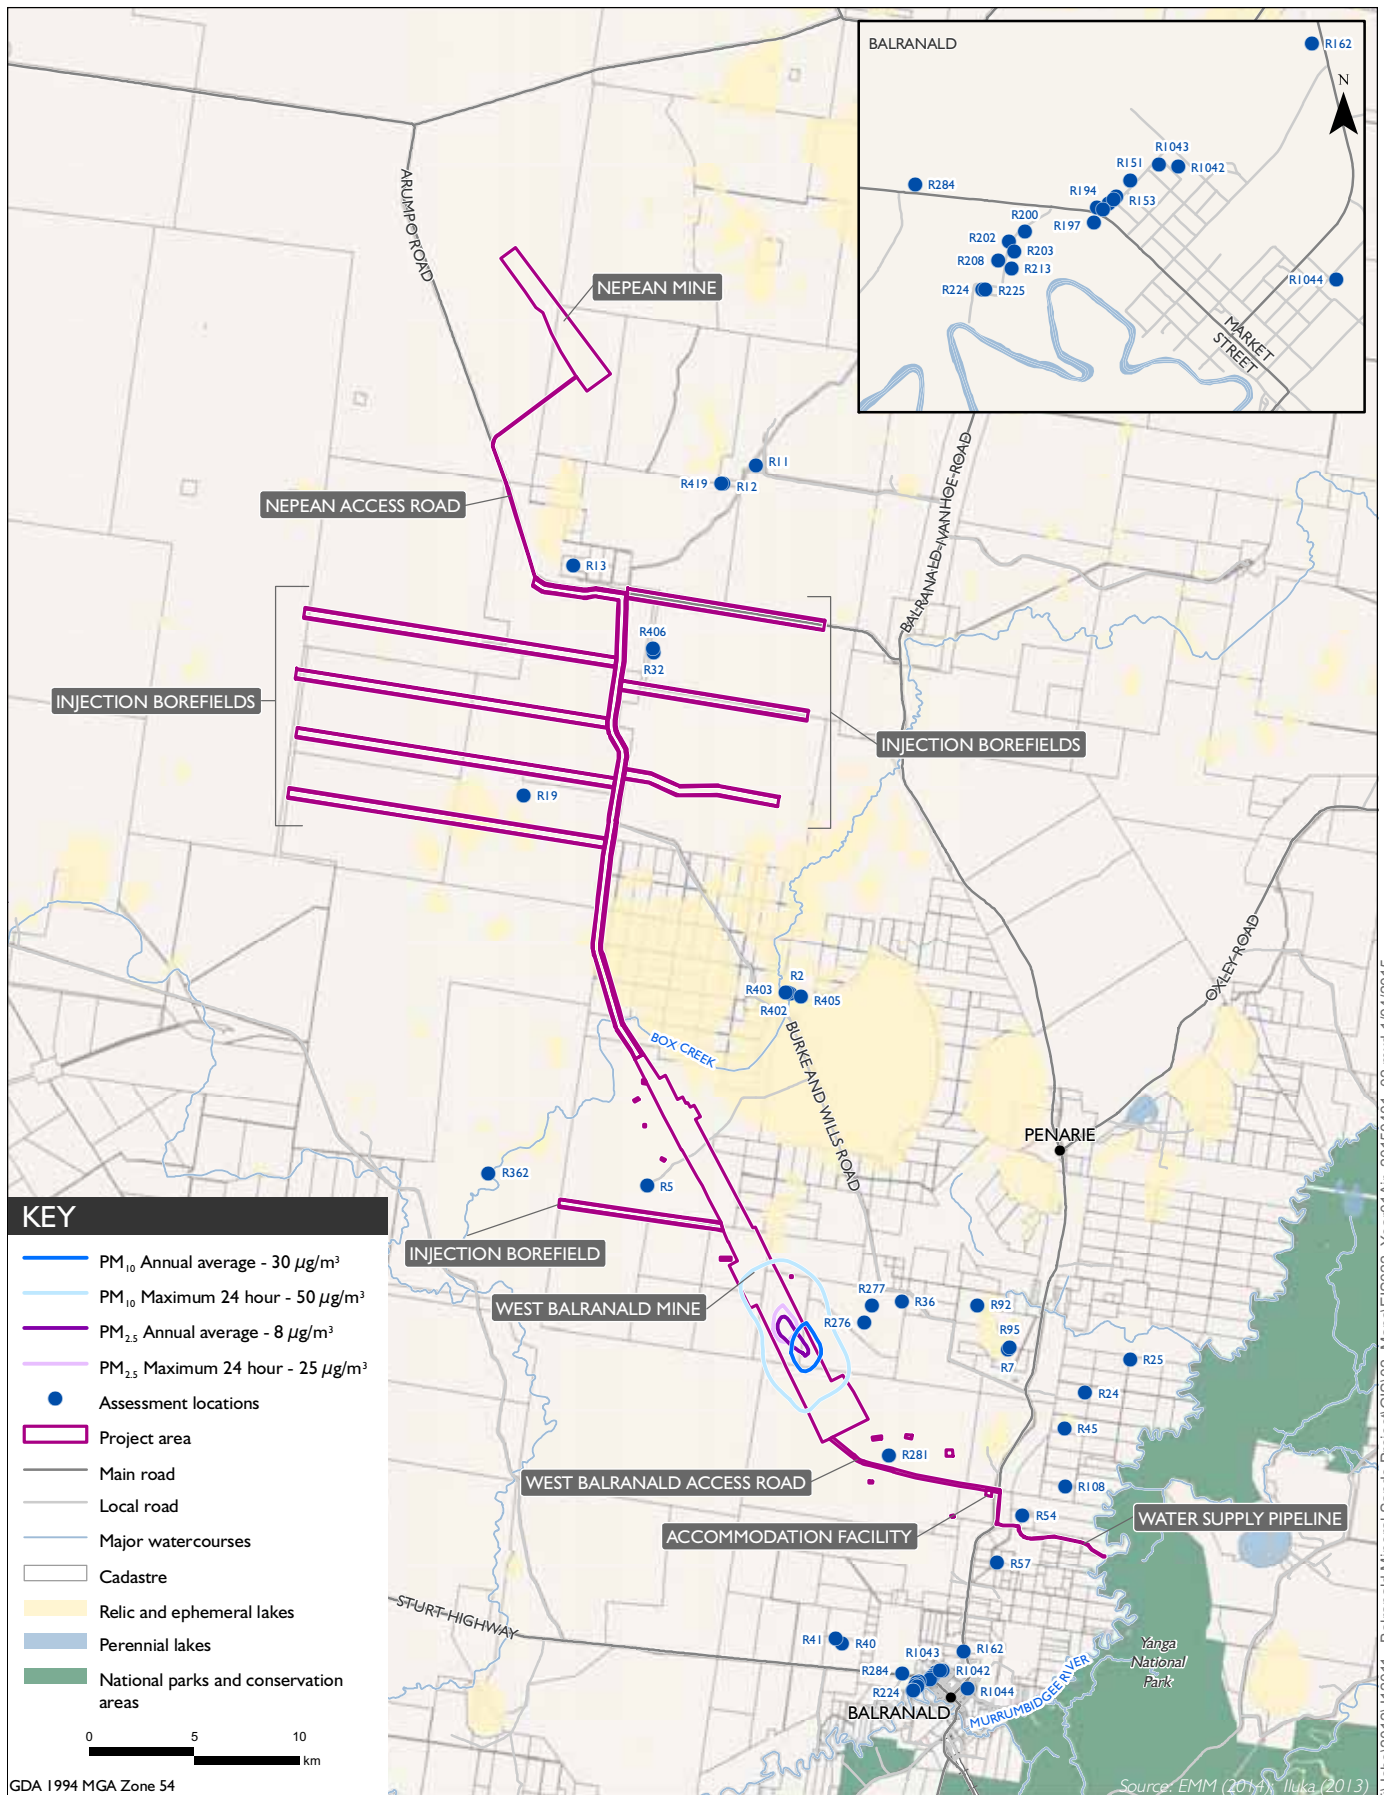 BALRANALD
R162
N
R1043
R151
R1042
R284
R194
R153
R200
R197
R202
R203
R208
R213
R224
R225
R1044
MARKET
STREET
ARUMPO ROAD
NEPEAN MINE
R11
R419
R12
NEPEAN ACCESS ROAD
BALRANALD-IVANHOE-ROAD
R13
R406
R32
INJECTION BOREFIELDS
INJECTION BOREFIELDS
R19
OXLEY-ROAD
R2
R403
R405
R402
BOX CREEK
BURKE AND WILLS ROAD
PENARIE
R362
R5
INJECTION BOREFIELD
WEST BALRANALD MINE
R277
R36
R92
R276
R95
R7
R25
R24
R45
R281
WEST BALRANALD ACCESS ROAD
R108
R54
WATER SUPPLY PIPELINE
ACCOMMODATION FACILITY
R57
STURT HIGHWAY
R41
R40
R1043
R162
R284
R1042
R224
R1044
BALRANALD
MURRUMBIDGEE RIVER
Yanga
National
Park
KEY
PM10 Annual average - 30 µg/m³
PM10 Maximum 24 hour - 50 µg/m³
PM2.5 Annual average - 8 µg/m³
PM2.5 Maximum 24 hour - 25 µg/m³
Assessment locations
Project area
Main road
Local road
Major watercourses
Cadastre
Relic and ephemeral lakes
Perennial lakes
National parks and conservation
areas
0 5 10
km
GDA 1994 MGA Zone 54
Source: EMM (2014); Iluka (2013)